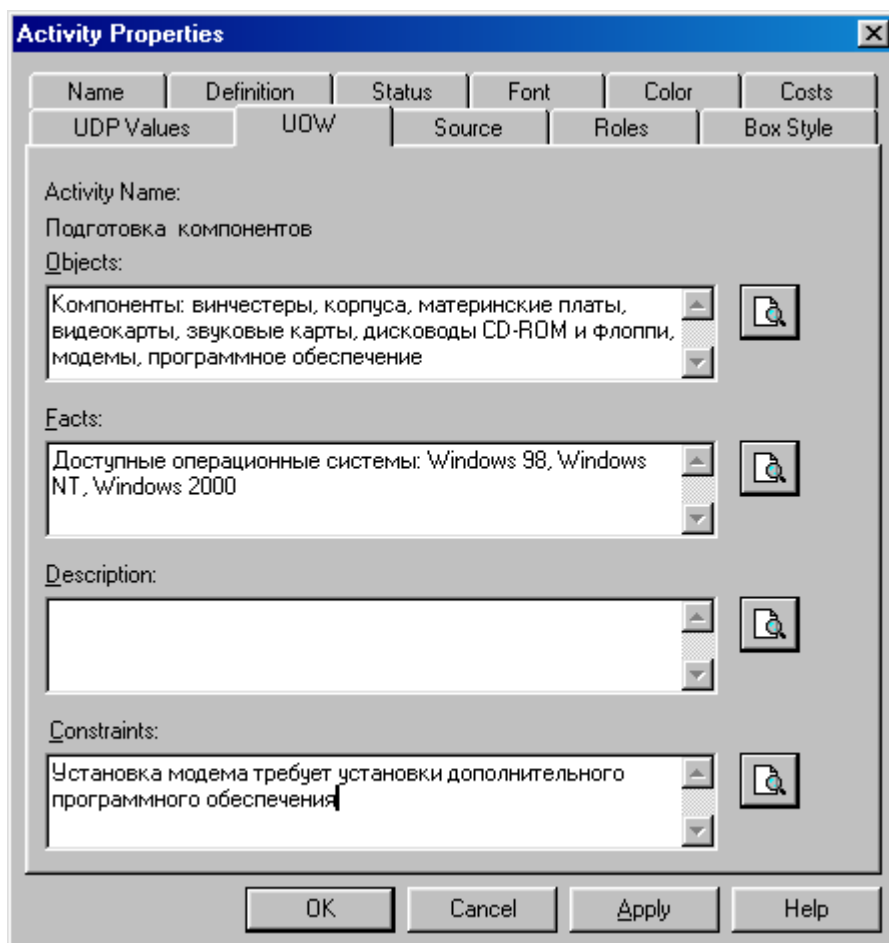 Activity Properties
Name Definition Status Font Color Costs
UDP Values UOW Source Roles Box Style
Activity Name:
Подготовка компонентов
Objects:
Компоненты: винчестеры, корпуса, материнские платы,
видеокарты, звуковые карты, дисководы CD-ROM и флоппи,
модемы, программное обеспечение
Facts:
Доступные операционные системы: Windows 98, Windows
NT, Windows 2000
Description:
Constraints:
Установка модема требует установки дополнительного
программного обеспечения
OK Cancel Apply Help